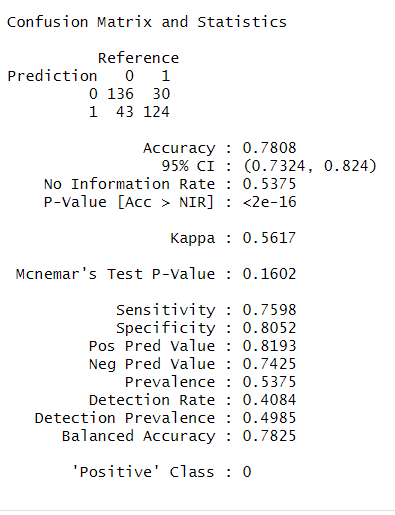 Confusion Matrix and Statistics
Reference
Prediction 0 1
0 136 30
1 43 124
Accuracy : 0.7808
95% CI : (0.7324, 0.824)
No Information Rate : 0.5375
P-Value [Acc > NIR] : <2e-16
Kappa : 0.5617
Mcnemar's Test P-Value : 0.1602
Sensitivity : 0.7598
Specificity : 0.8052
Pos Pred Value : 0.8193
Neg Pred Value : 0.7425
Prevalence : 0.5375
Detection Rate : 0.4084
Detection Prevalence : 0.4985
Balanced Accuracy : 0.7825
'Positive' Class : 0